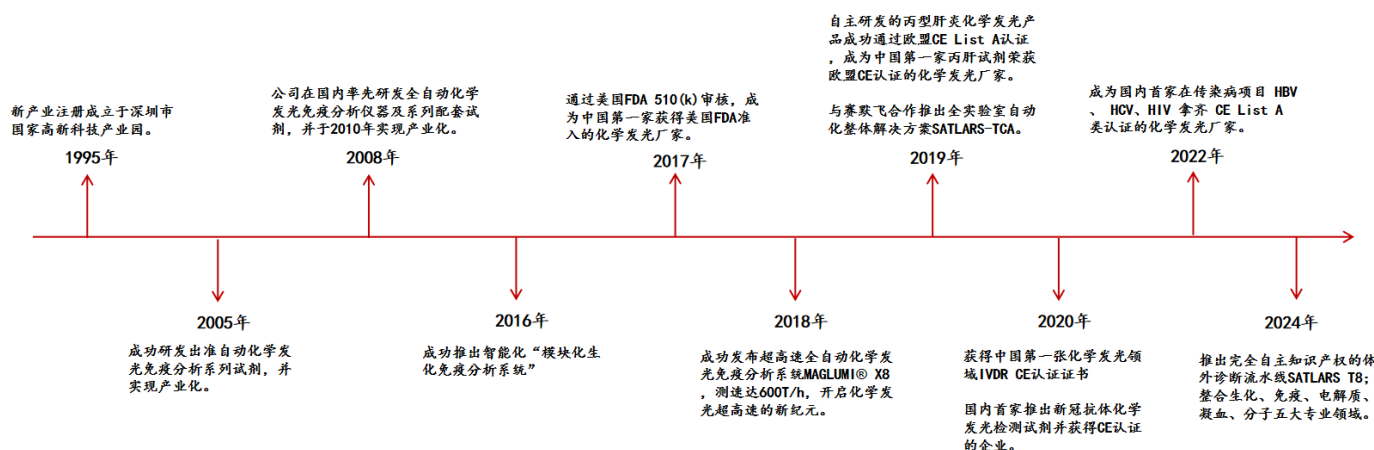 新产业注册成立于深圳市
国家高新科技产业园。
1995年
成功研发出准自动化学发
光免疫分析系列试剂，并
实现产业化。
2005年
公司在国内率先研发全自动化学
发光免疫分析仪器及系列配套试
剂，并于2010年实现产业化。
2008年
2016年
成功推出智能化“模块化生
化免疫分析系统”
通过美国FDA 510(k)审核，成
为中国第一家获得美国FDA准
入的化学发光厂家。
2017年
2018年
成功发布超高速全自动化学发
光免疫分析系统MAGLUMI® X8
，测速达600T/h，开启化学发
光超高速的新纪元。
自主研发的丙型肝炎化学发光产
品成功通过欧盟CE List A认证
，成为中国第一家丙肝试剂荣获
欧盟CE认证的化学发光厂家。
与赛默飞合作推出全实验室自动
化整体解决方案SATLARS-TCA。
2019年
2020年
获得中国第一张化学发光领
域IVDR CE认证证书
国内首家推出新冠抗体化学
发光检测试剂并获得CE认证
的企业。
成为国内首家在传染病项目 HBV
、 HCV、HIV 拿齐 CE List A
类认证的化学发光厂家。
2022年
2024年
推出完全自主知识产权的体
外诊断流水线SATLARS T8；
整合生化、免疫、电解质、
凝血、分子五大专业领域。